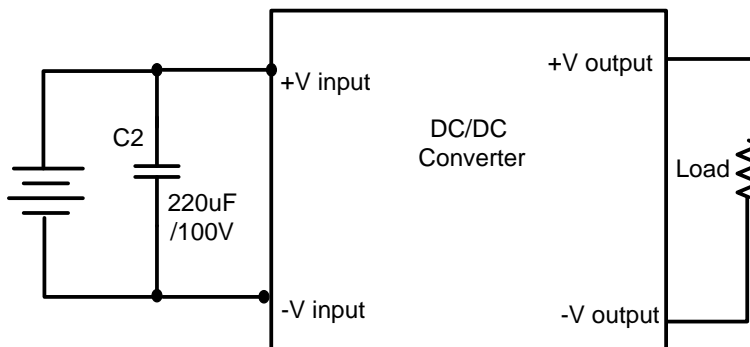 +V output
+V input
DC/DC
Converter
C2
Load
220uF
/100V
-V input
-V output